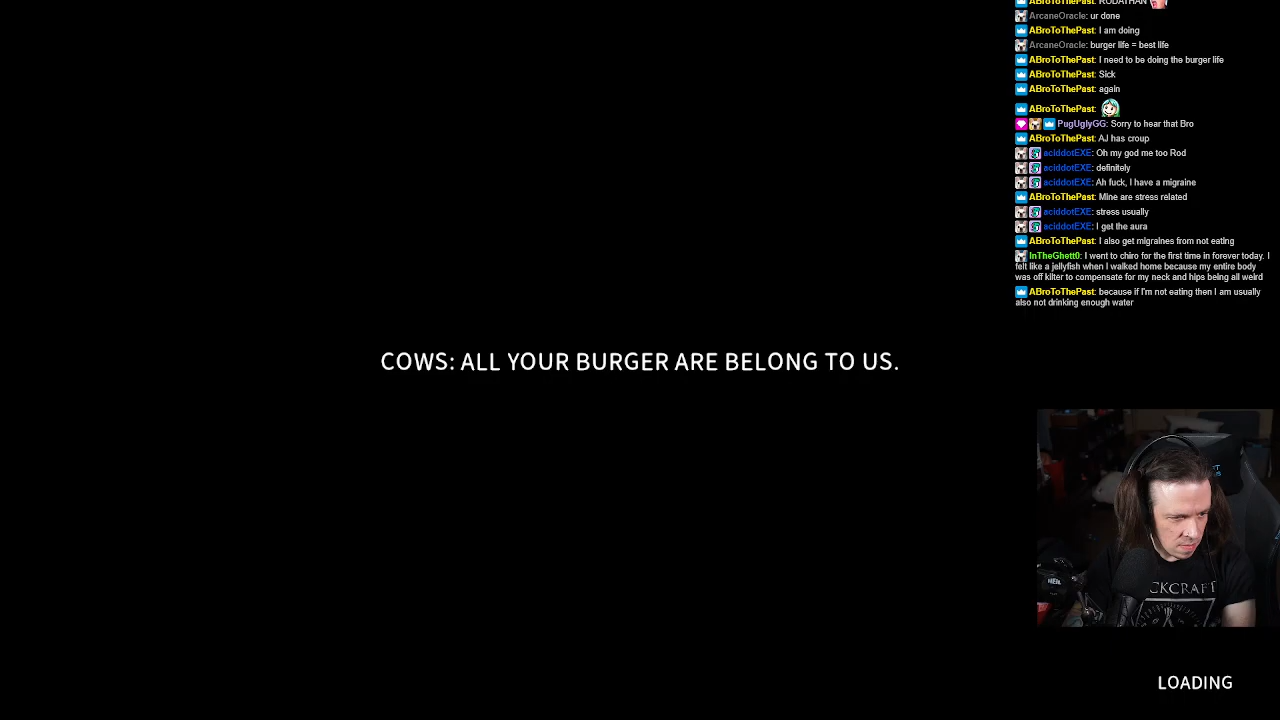 ABroToThePast: RODATHAN
ArcaneOracle: ur done
ABroToThePast: I am doing
ArcaneOracle: burger life = best life
ABroToThePast: I need to be doing the burger life
ABroToThePast: Sick
ABroToThePast: again
ABroToThePast:
PugUglyGG: Sorry to hear that Bro
ABroToThePast: AJ has croup
aciddotEXE: Oh my god me too Rod
aciddotEXE: definitely
aciddotEXE: Ah fuck, I have a migraine
ABroToThePast: Mine are stress related
aciddotEXE: stress usually
aciddotEXE: I get the aura
ABroToThePast: I also get migraines from not eating
InTheGhett0: I went to chiro for the first time in forever today. I
felt like a jellyfish when I walked home because my entire body
was off kilter to compensate for my neck and hips being all weird
ABroToThePast: because if I'm not eating then I am usually
also not drinking enough water
COWS: ALL YOUR BURGER ARE BELONG TO US.
CKCRAFT
LOADING